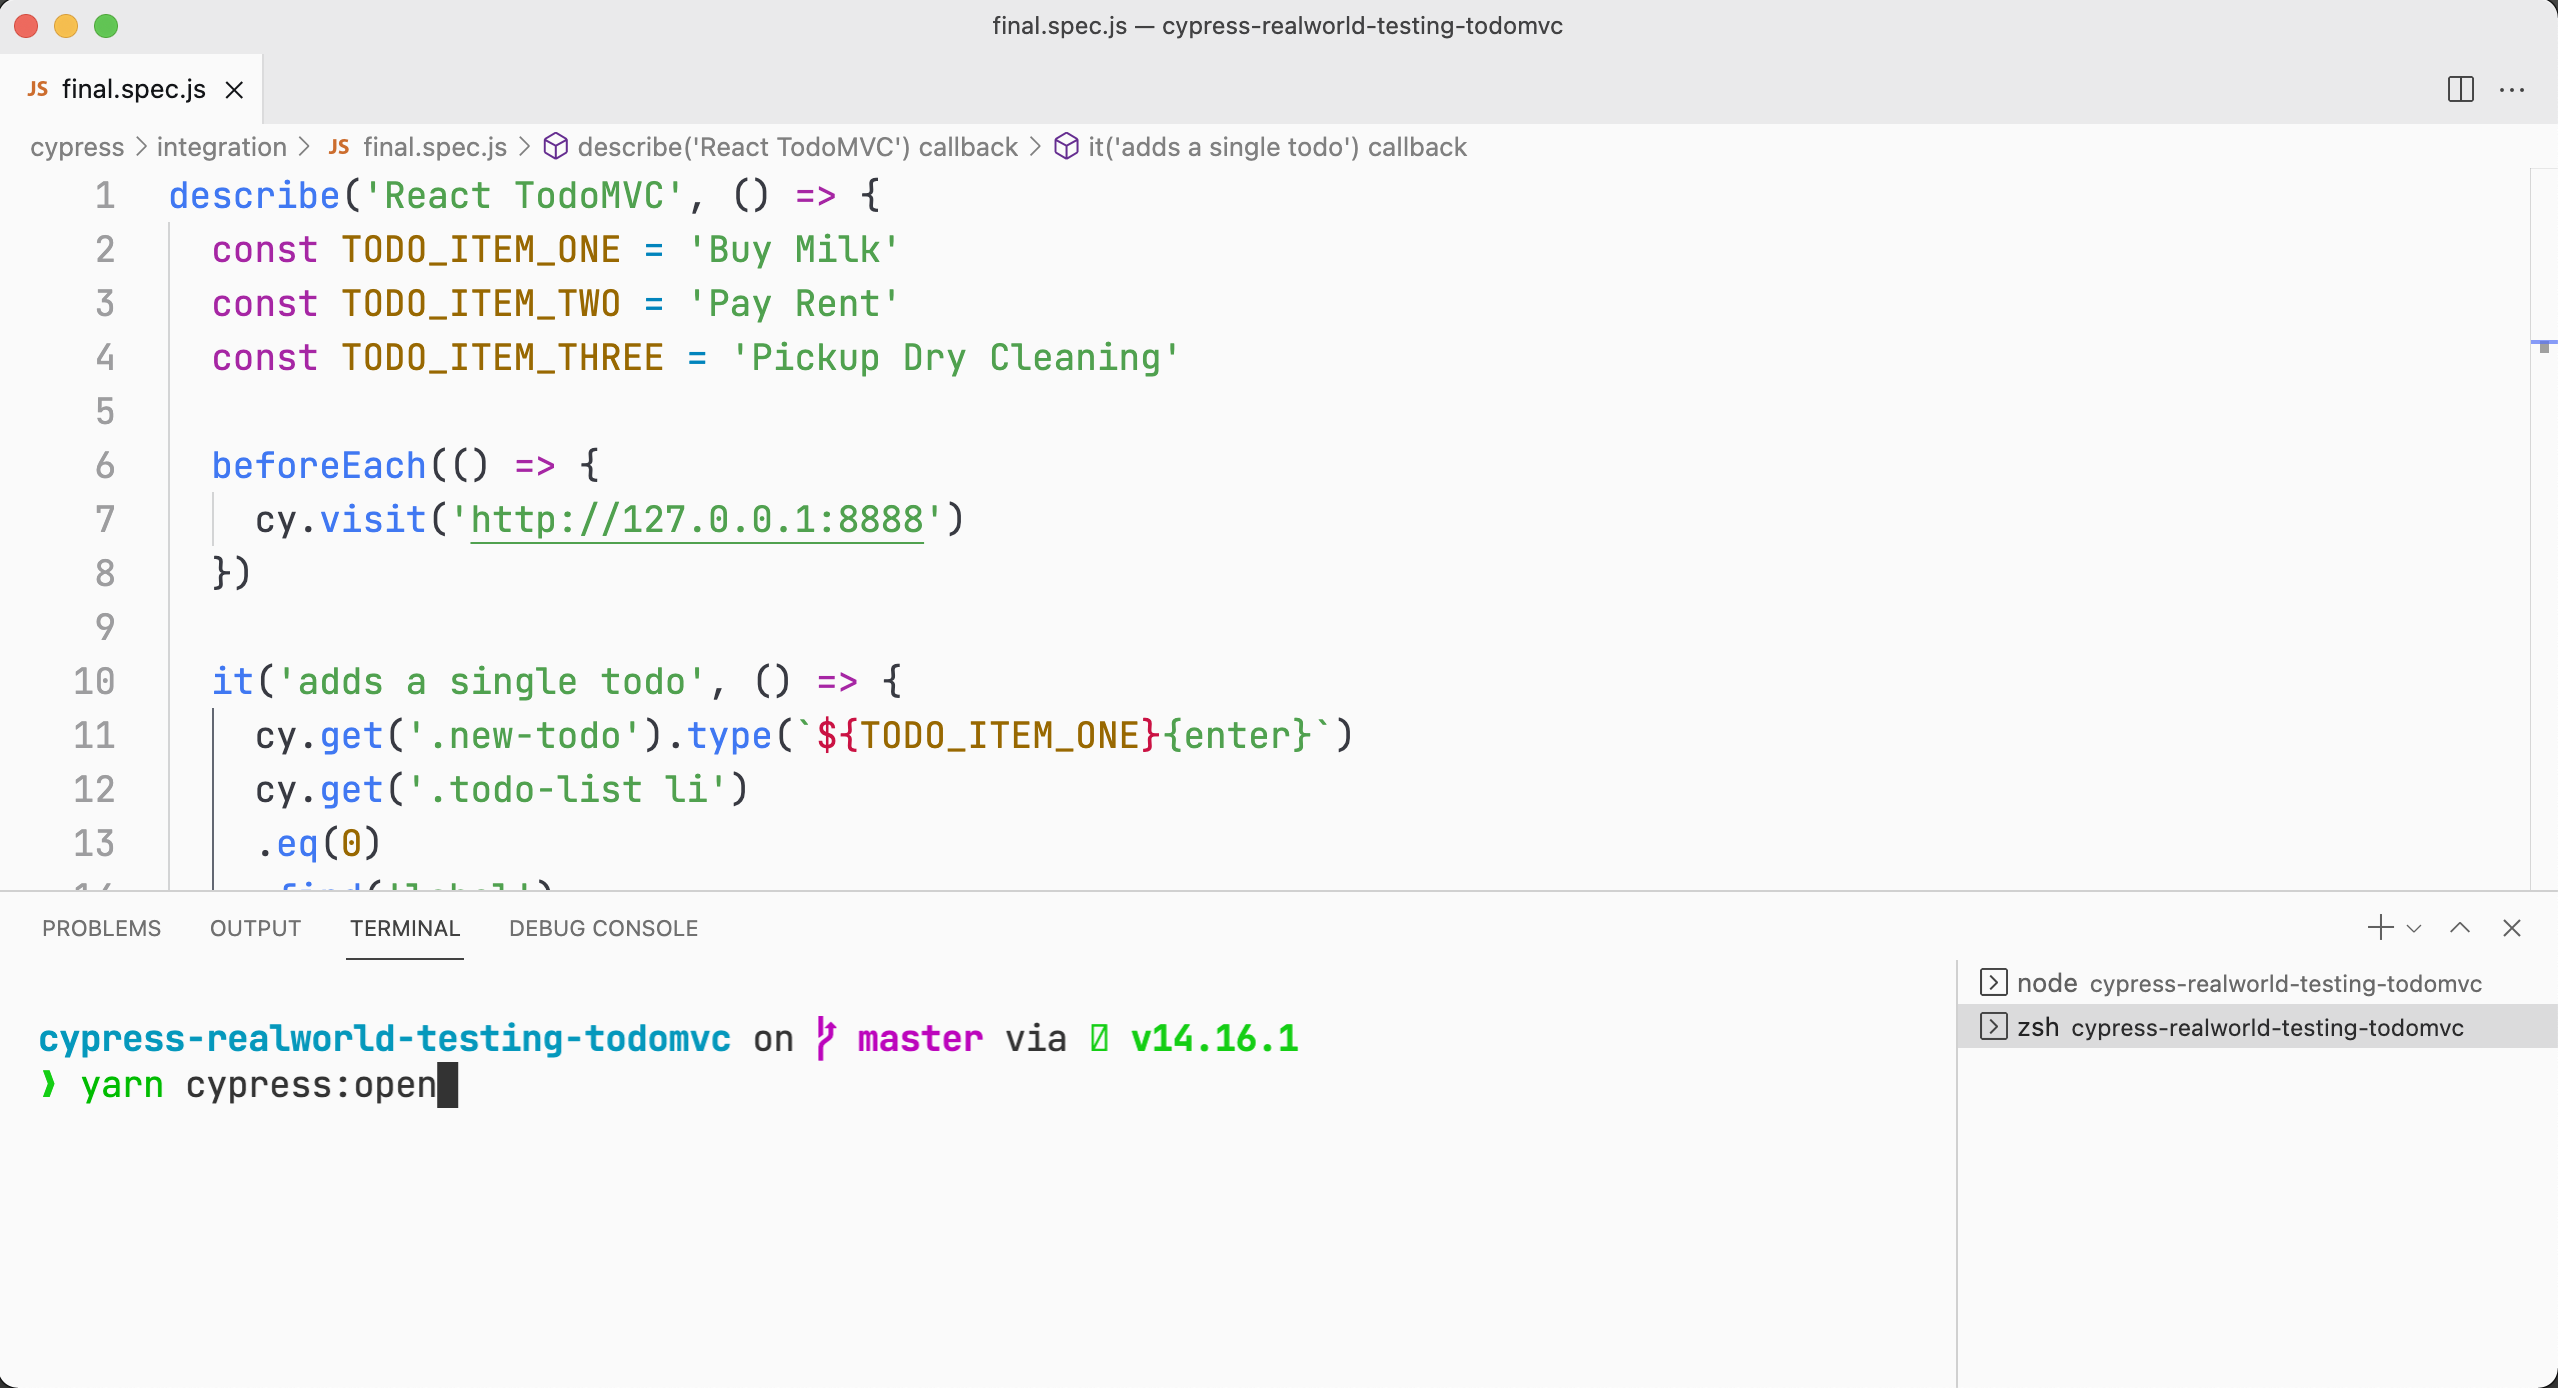 final.spec.js — cypress-realworld-testing-todomvc
JS final.spec.js
cypress > integration > JS final.spec.js > describe('React TodoMVC') callback > it('adds a single todo') callback
1 describe('React TodoMVC', () => {
2 const TODO_ITEM_ONE = 'Buy Milk'
3 const TODO_ITEM_TWO = 'Pay Rent'
4 const TODO_ITEM_THREE = 'Pickup Dry Cleaning'
5
6 beforeEach(() => {
7 cy.visit('http://127.0.0.1:8888')
8 })
9
10 it('adds a single todo', () => {
11 cy.get('.new-todo').type(`${TODO_ITEM_ONE}{enter}`)
12 cy.get('.todo-list li')
13 .eq(0)
PROBLEMS OUTPUT TERMINAL DEBUG CONSOLE
cypress-realworld-testing-todomvc on master via v14.16.1
❯ yarn cypress:open
node cypress-realworld-testing-todomvc
zsh cypress-realworld-testing-todomvc